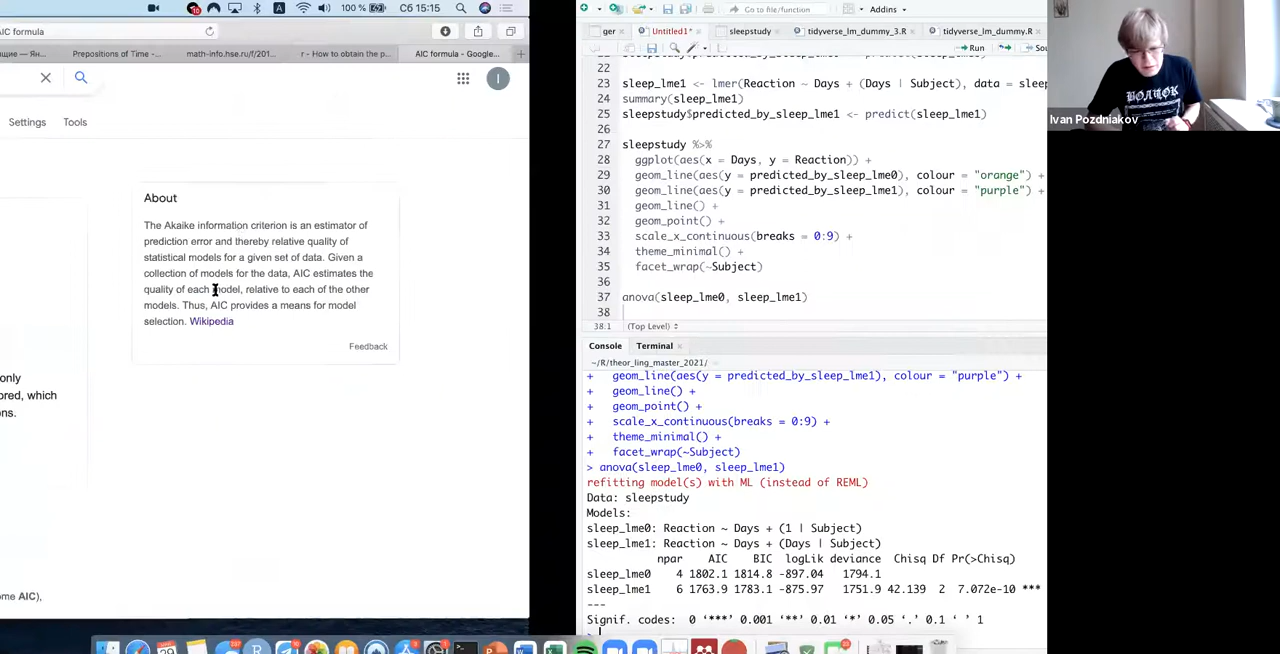 100 %
Сб 15:15
AIC formula
Prepositions of Time -...
math-info.hse.ru/f/201...
r - How to obtain the p...
AIC formula - Google...
I
Settings
Tools
About
The Akaike information criterion is an estimator of
prediction error and thereby relative quality of
statistical models for a given set of data. Given a
collection of models for the data, AIC estimates the
quality of each model, relative to each of the other
models. Thus, AIC provides a means for model
selection. Wikipedia
Feedback
only
ored, which
ons.
ome AIC),
Go to file/function
Addins
ger
Untitled1*
sleepstudy
tidyverse_lm_dummy_3.R
tidyverse_lm_dummy.R
Run
Sou
22
23 sleep_lme1 <- lmer(Reaction ~ Days + (Days | Subject), data = sleep
24 summary(sleep_lme1)
25 sleepstudy$predicted_by_sleep_lme1 <- predict(sleep_lme1)
26
27 sleepstudy %>%
28 ggplot(aes(x = Days, y = Reaction)) +
29 geom_line(aes(y = predicted_by_sleep_lme0), colour = "orange") +
30 geom_line(aes(y = predicted_by_sleep_lme1), colour = "purple") +
31 geom_line() +
32 geom_point() +
33 scale_x_continuous(breaks = 0:9) +
34 theme_minimal() +
35 facet_wrap(~Subject)
36
37 anova(sleep_lme0, sleep_lme1)
38
38:1 (Top Level)
Console Terminal
~/R/theor_ling_master_2021/
+ geom_line(aes(y = predicted_by_sleep_lme1), colour = "purple") +
+ geom_line() +
+ geom_point() +
+ scale_x_continuous(breaks = 0:9) +
+ theme_minimal() +
+ facet_wrap(~Subject)
> anova(sleep_lme0, sleep_lme1)
refitting model(s) with ML (instead of REML)
Data: sleepstudy
Models:
sleep_lme0: Reaction ~ Days + (1 | Subject)
sleep_lme1: Reaction ~ Days + (Days | Subject)
npar AIC BIC logLik deviance Chisq Df Pr(>Chisq)
sleep_lme0 4 1802.1 1814.8 -897.04 1794.1
sleep_lme1 6 1763.9 1783.1 -875.97 1751.9 42.139 2 7.072e-10 ***
---
Signif. codes: 0 ‘***’ 0.001 ‘**’ 0.01 ‘*’ 0.05 ‘.’ 0.1 ‘ ’ 1
ВОЛЧОК
Ivan Pozdniakov